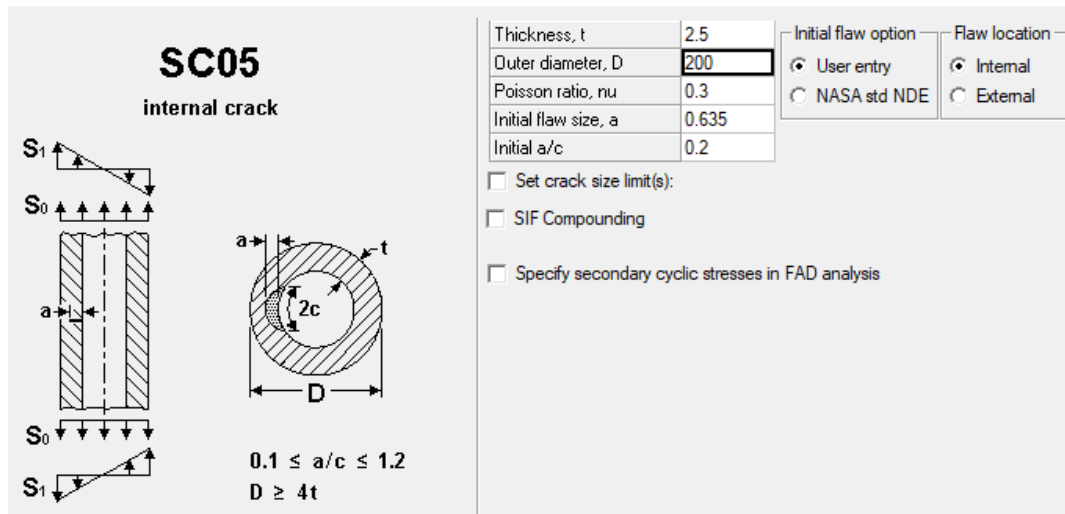 SC05
internal crack
S1
S0
a
t
a
2c
D
S0
S1
0.1 ≤ a/c ≤ 1.2
D ≥ 4t
Thickness, t 2.5
Outer diameter, D 200
Poisson ratio, nu 0.3
Initial flaw size, a 0.635
Initial a/c 0.2
Initial flaw option
User entry
NASA std NDE
Flaw location
Internal
External
Set crack size limit(s):
SIF Compounding
Specify secondary cyclic stresses in FAD analysis